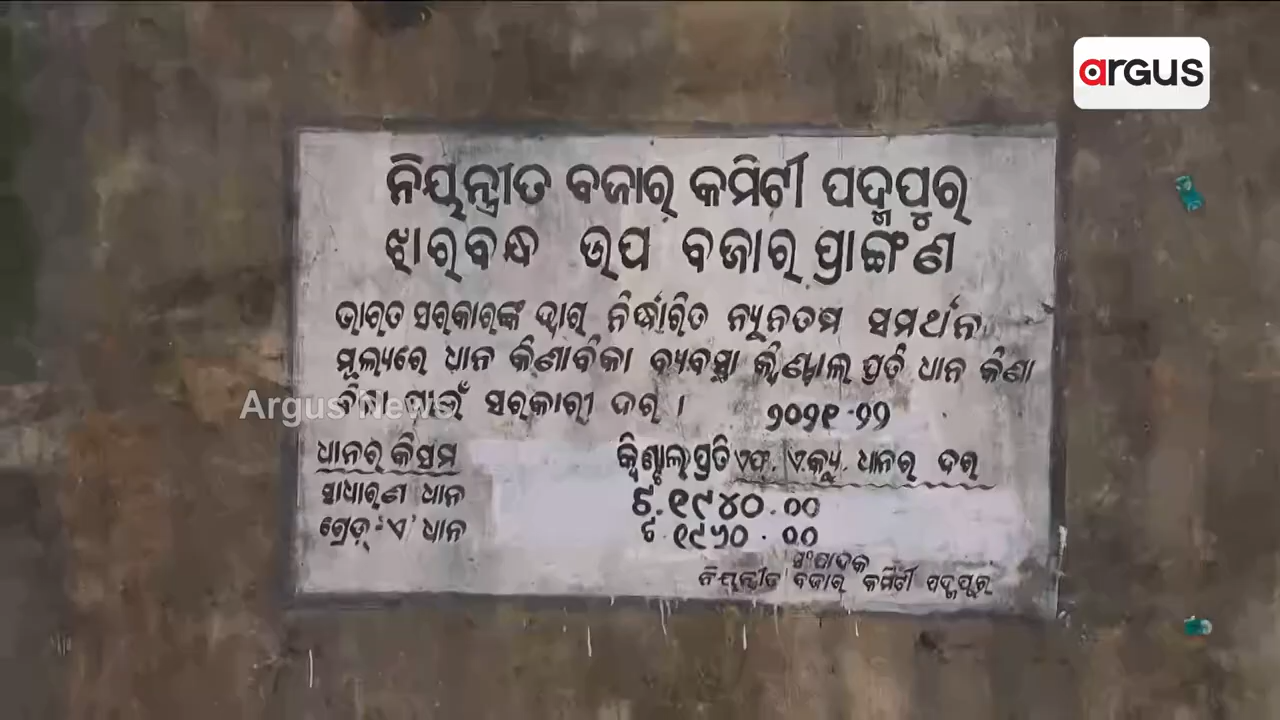 argus
ନିୟନ୍ତ୍ରୀତ ବଜାର କମିଟୀ ପଦ୍ମପୁର
ଝାରବନ୍ଧ ଉପ ବଜାର ପ୍ରାଙ୍ଗଣ
ଭାରତ ସରକାରଙ୍କ ଦ୍ୱାରା ନିର୍ଦ୍ଧାରିତ ନ୍ୟୁନତମ ସମର୍ଥନ
ମୂଲ୍ୟରେ ଧାନ କିଣାବିକା ବ୍ୟବସ୍ଥା କ୍ୱିଣ୍ଟାଲ ପ୍ରତି ଧାନ କିଣା
ବିକା ପାଇଁ ସରକାରୀ ଦର ।
୨୦୨୧-୨୨
Argus News
ଧାନର କିସମ
କ୍ୱିଣ୍ଟାଲ ପ୍ରତି ଏଫ. ଏ.କ୍ୟୁ. ଧାନର ଦର
ସାଧାରଣ ଧାନ
ଟ.୧୯୪୦.୦୦
ଗ୍ରେଡ଼-'ଏ' ଧାନ
ଟ.୧୯୬୦.୦୦
ସଂପାଦକ
ନିୟନ୍ତ୍ରୀତ ବଜାର କମିଟୀ ପଦ୍ମପୁର